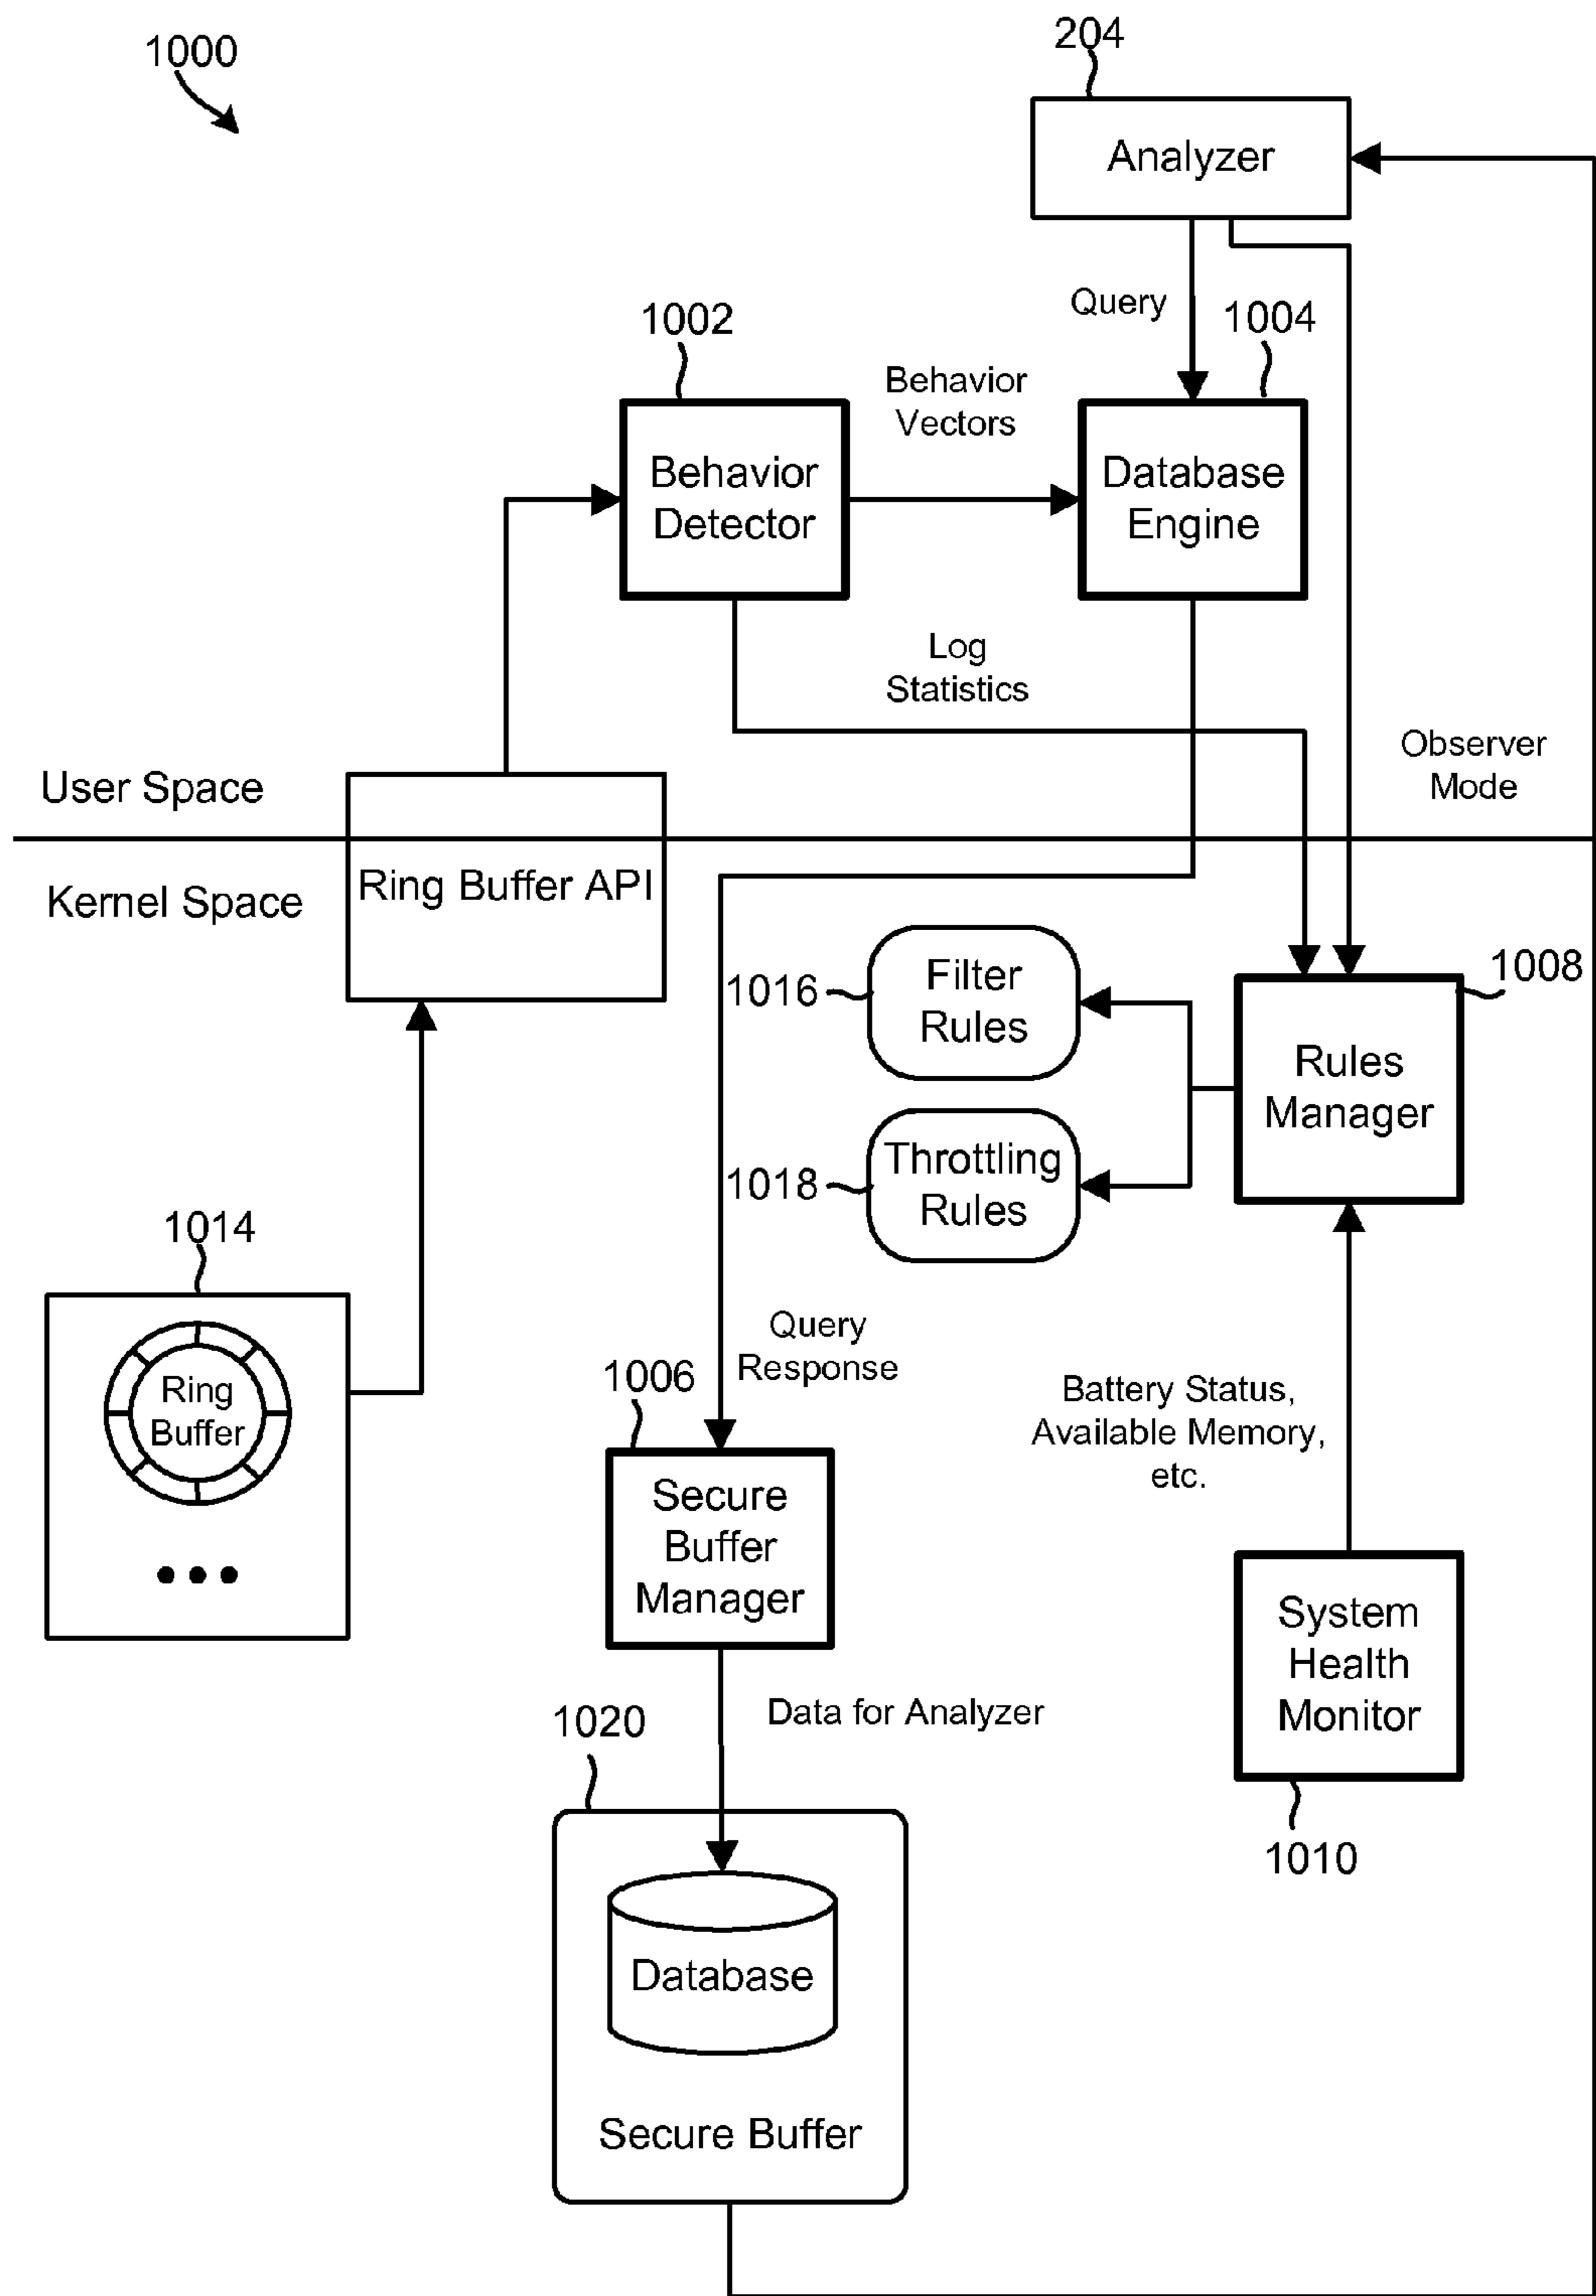 1000
204
Analyzer
Query
1004
1002
Behavior
Vectors
Behavior
Detector
Database
Engine
Log
Statistics
Observer
Mode
User Space
Kernel Space
Ring Buffer API
1016
Filter
Rules
1008
Rules
Manager
1018
Throttling
Rules
1014
Ring
Buffer
Query
Response
1006
Battery Status,
Available Memory,
etc.
Secure
Buffer
Manager
System
Health
Monitor
1010
Data for Analyzer
1020
Database
Secure Buffer